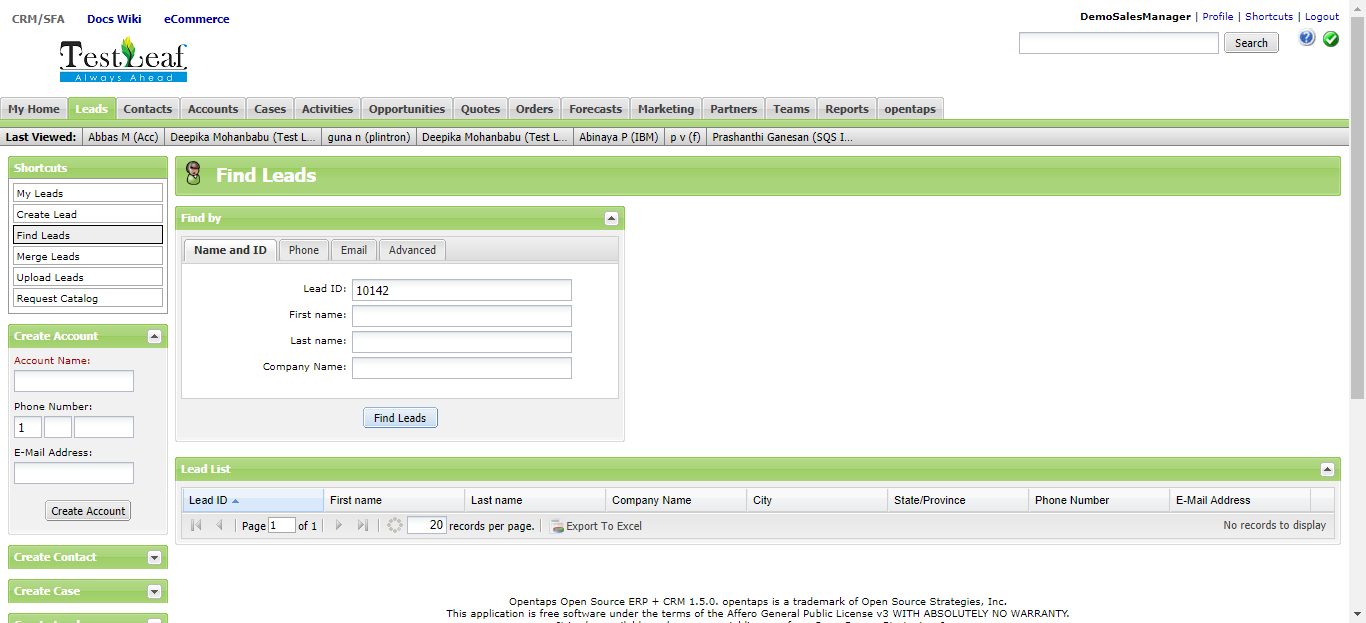 CRM/SFA Docs Wiki eCommerce
DemoSalesManager | Profile | Shortcuts | Logout
TestLeaf
Always Ahead
Search
?
My Home Leads Contacts Accounts Cases Activities Opportunities Quotes Orders Forecasts Marketing Partners Teams Reports opentaps
Last Viewed: Abbas M (Acc) Deepika Mohanbabu (Test L... guna n (plintron) Deepika Mohanbabu (Test L... Abinaya P (IBM) p v (f) Prashanthi Ganesan (SQS I...
Shortcuts
My Leads
Create Lead
Find Leads
Merge Leads
Upload Leads
Request Catalog
Create Account
Account Name:
Phone Number:
1
E-Mail Address:
Create Account
Create Contact
Create Case
Find Leads
Find by
Name and ID Phone Email Advanced
Lead ID: 10142
First name:
Last name:
Company Name:
Find Leads
Lead List
Lead ID First name Last name Company Name City State/Province Phone Number E-Mail Address
Page 1 of 1 20 records per page. Export To Excel No records to display
Opentaps Open Source ERP + CRM 1.5.0. opentaps is a trademark of Open Source Strategies, Inc.
This application is free software under the terms of the Affero General Public License v3 WITH ABSOLUTELY NO WARRANTY.